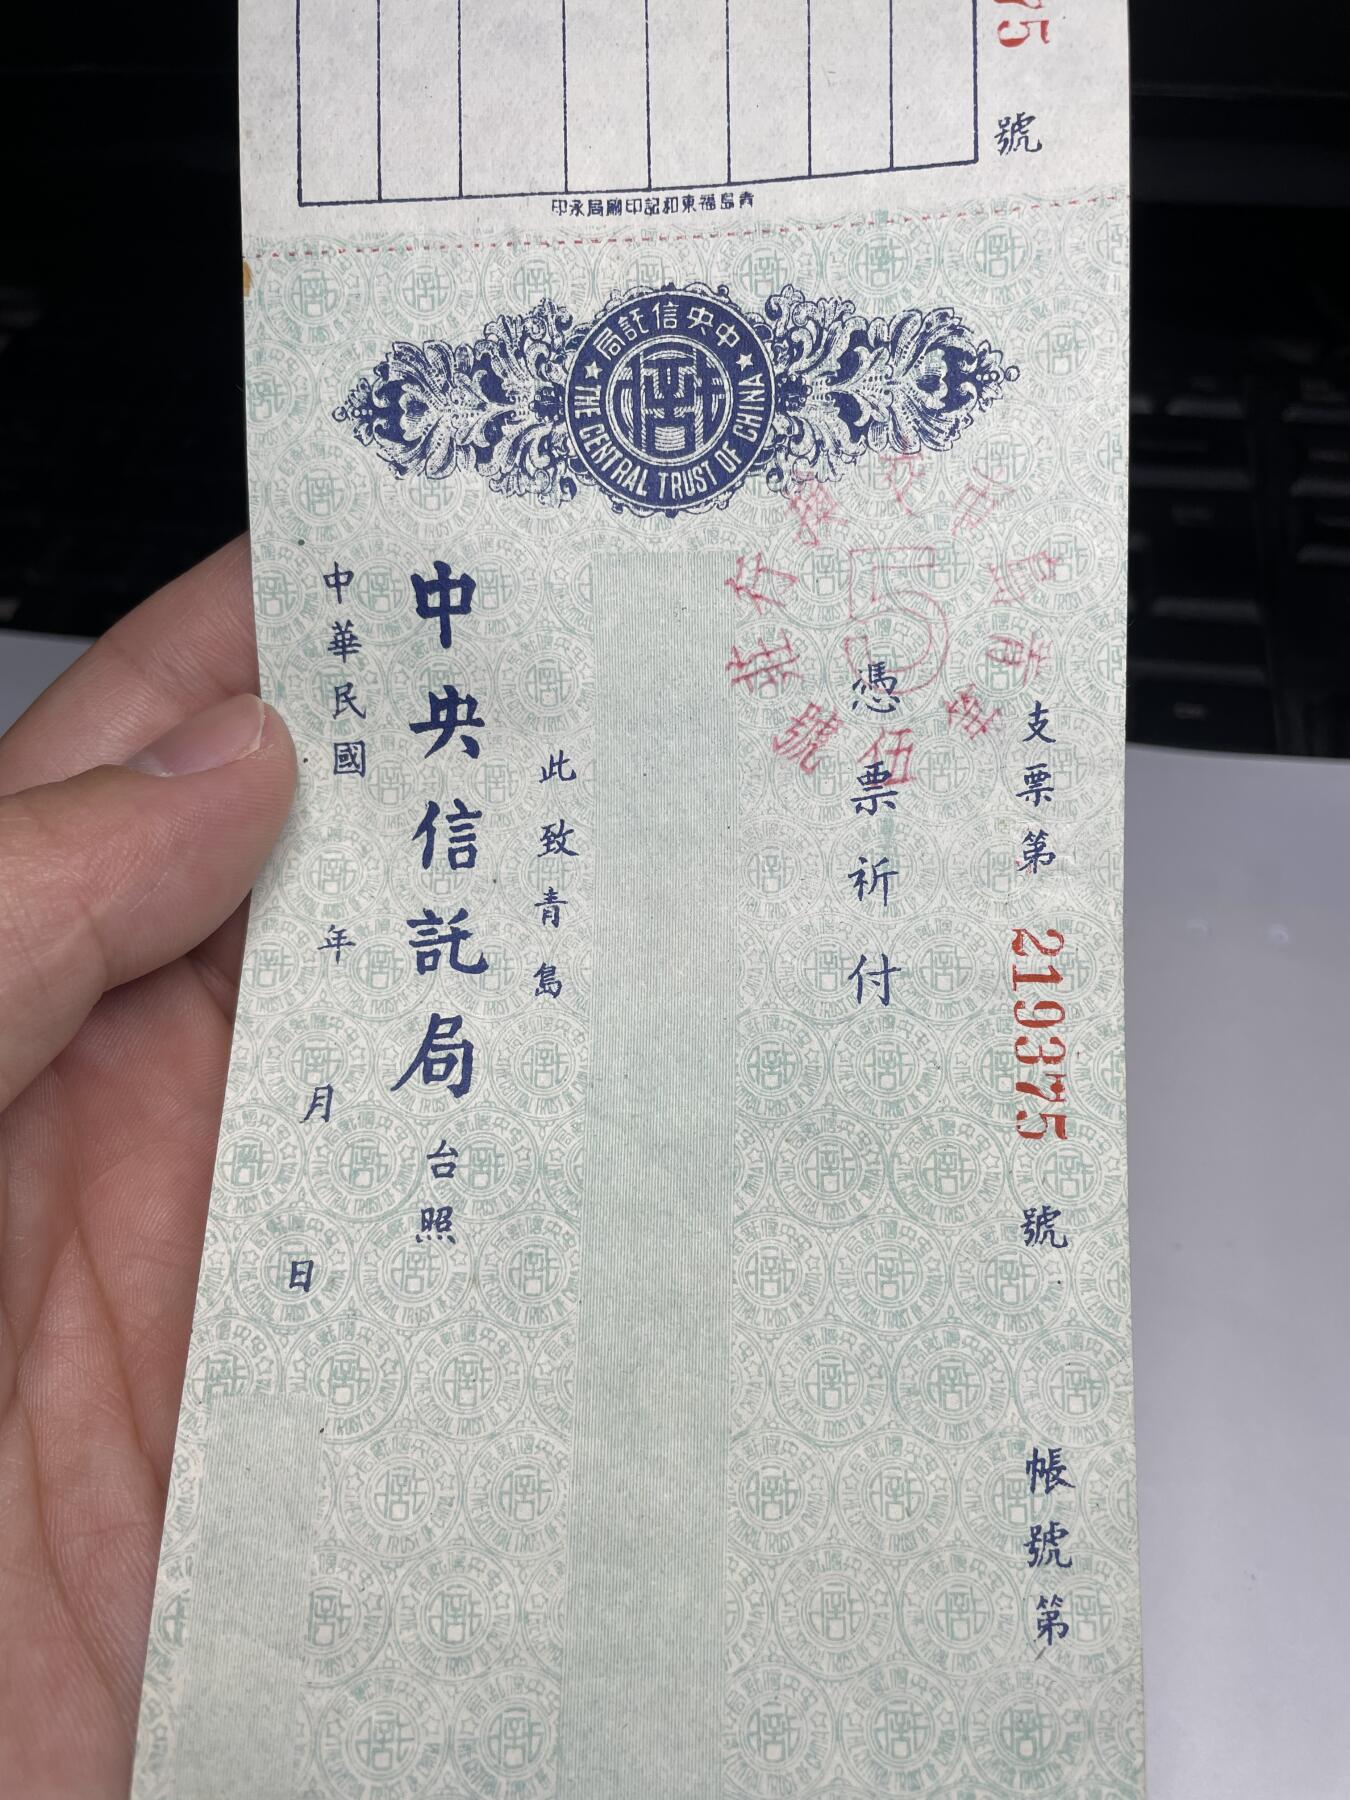 75
號
青島福東和記印刷局承印
中央信託局
THE CENTRAL TRUST OF CHINA
支票第 219375 號
帳號第
憑票祈付
5
伍
號
此致青島
中央信託局 台照
中華民國 年 月 日